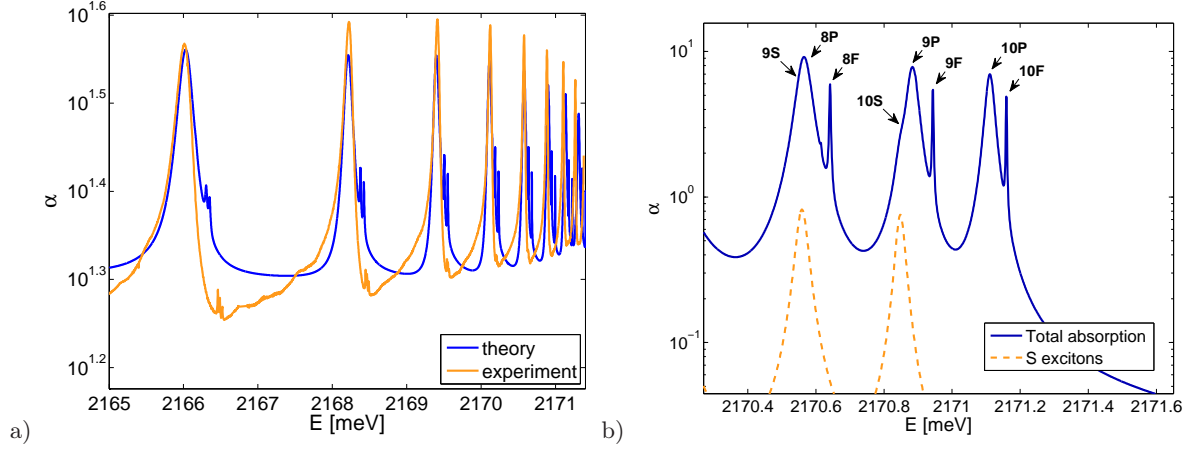 10^1.6
10^1.5
10^1.4
10^1.3
10^1.2
α
2165 2166 2167 2168 2169 2170 2171
E [meV]
theory
experiment
a)
10^1
10^0
10^-1
α
9S
8P
8F
10S
9P
9F
10P
10F
Total absorption
S excitons
2170.4 2170.6 2170.8 2171 2171.2 2171.4 2171.6
E [meV]
b)